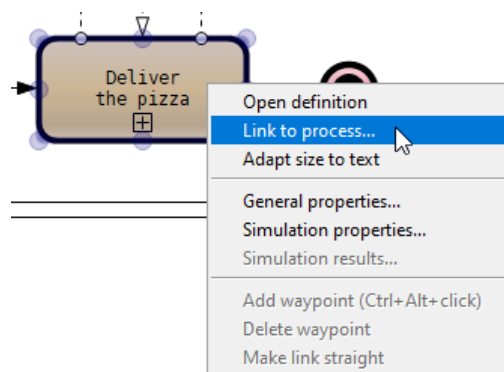 Deliver
the pizza
Open definition
Link to process...
Adapt size to text
General properties...
Simulation properties...
Simulation results...
Add waypoint (Ctrl+Alt+click)
Delete waypoint
Make link straight